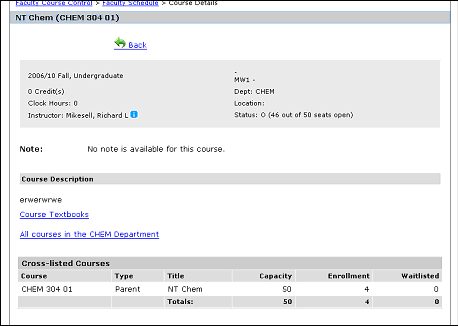 Faculty Course Control > Faculty Schedule > Course Details
NT Chem (CHEM 304 01)
Back
2006/10 Fall, Undergraduate
-
MW1 -
0 Credit(s)
Dept: CHEM
Clock Hours: 0
Location:
Instructor: Mikesell, Richard L
Status: O (46 out of 50 seats open)
Note: No note is available for this course.
Course Description
erwerwrwe
Course Textbooks
All courses in the CHEM Department
Cross-listed Courses
Course Type Title Capacity Enrollment Waitlisted
CHEM 304 01 Parent NT Chem 50 4 0
Totals: 50 4 0